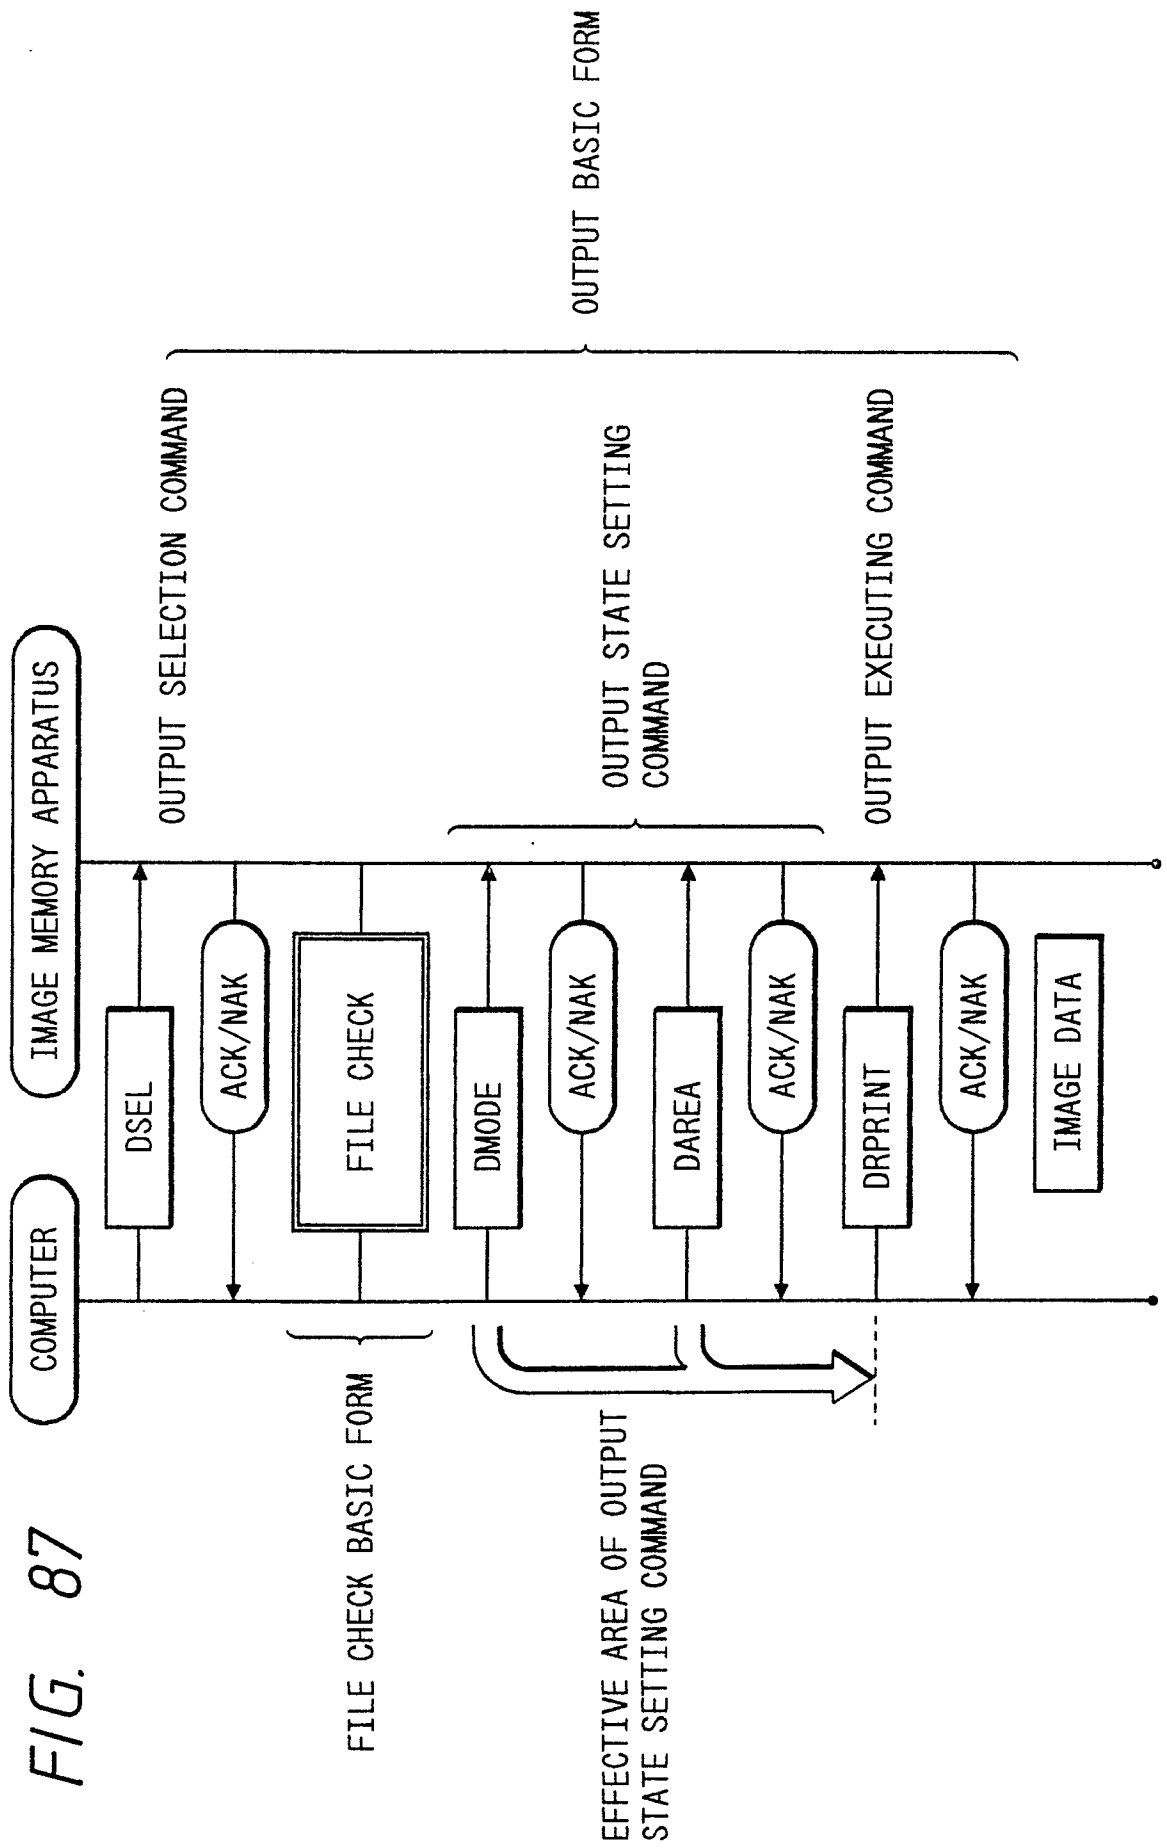 FIG. 87
COMPUTER
IMAGE MEMORY APPARATUS
DSEL
OUTPUT SELECTION COMMAND
ACK/NAK
FILE CHECK BASIC FORM
FILE CHECK
DMODE
ACK/NAK
EFFECTIVE AREA OF OUTPUT
STATE SETTING COMMAND
OUTPUT STATE SETTING
COMMAND
DAREA
ACK/NAK
DRPRINT
OUTPUT EXECUTING COMMAND
ACK/NAK
IMAGE DATA
OUTPUT BASIC FORM